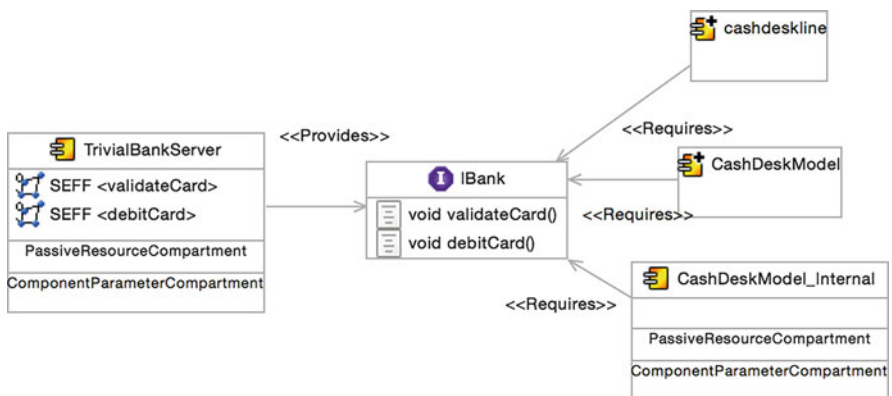 cashdeskline
<<Provides>>
<<Requires>>
TrivialBankServer
SEFF <validateCard>
SEFF <debitCard>
PassiveResourceCompartment
ComponentParameterCompartment
I IBank
void validateCard()
void debitCard()
CashDeskModel
<<Requires>>
CashDeskModel_Internal
<<Requires>>
PassiveResourceCompartment
ComponentParameterCompartment